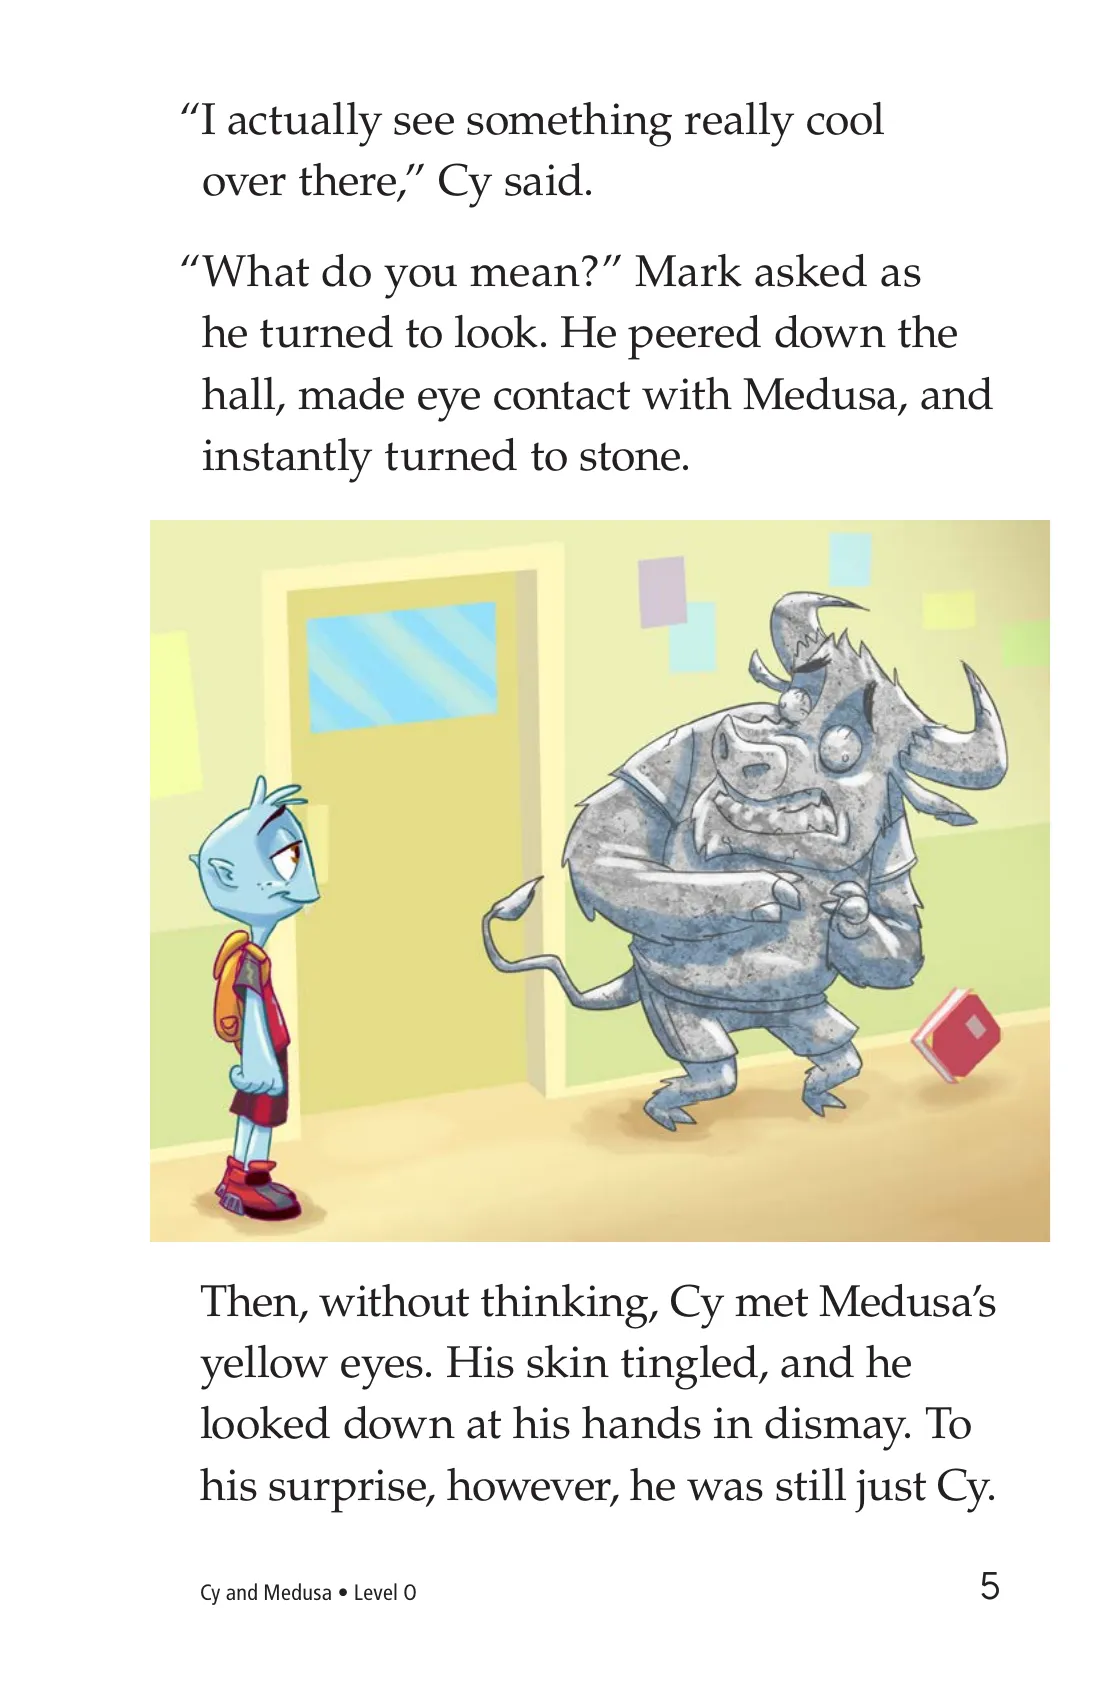 “I actually see something really cool
over there,” Cy said.
“What do you mean?” Mark asked as
he turned to look. He peered down the
hall, made eye contact with Medusa, and
instantly turned to stone.
Then, without thinking, Cy met Medusa’s
yellow eyes. His skin tingled, and he
looked down at his hands in dismay. To
his surprise, however, he was still just Cy.
Cy and Medusa • Level O
5